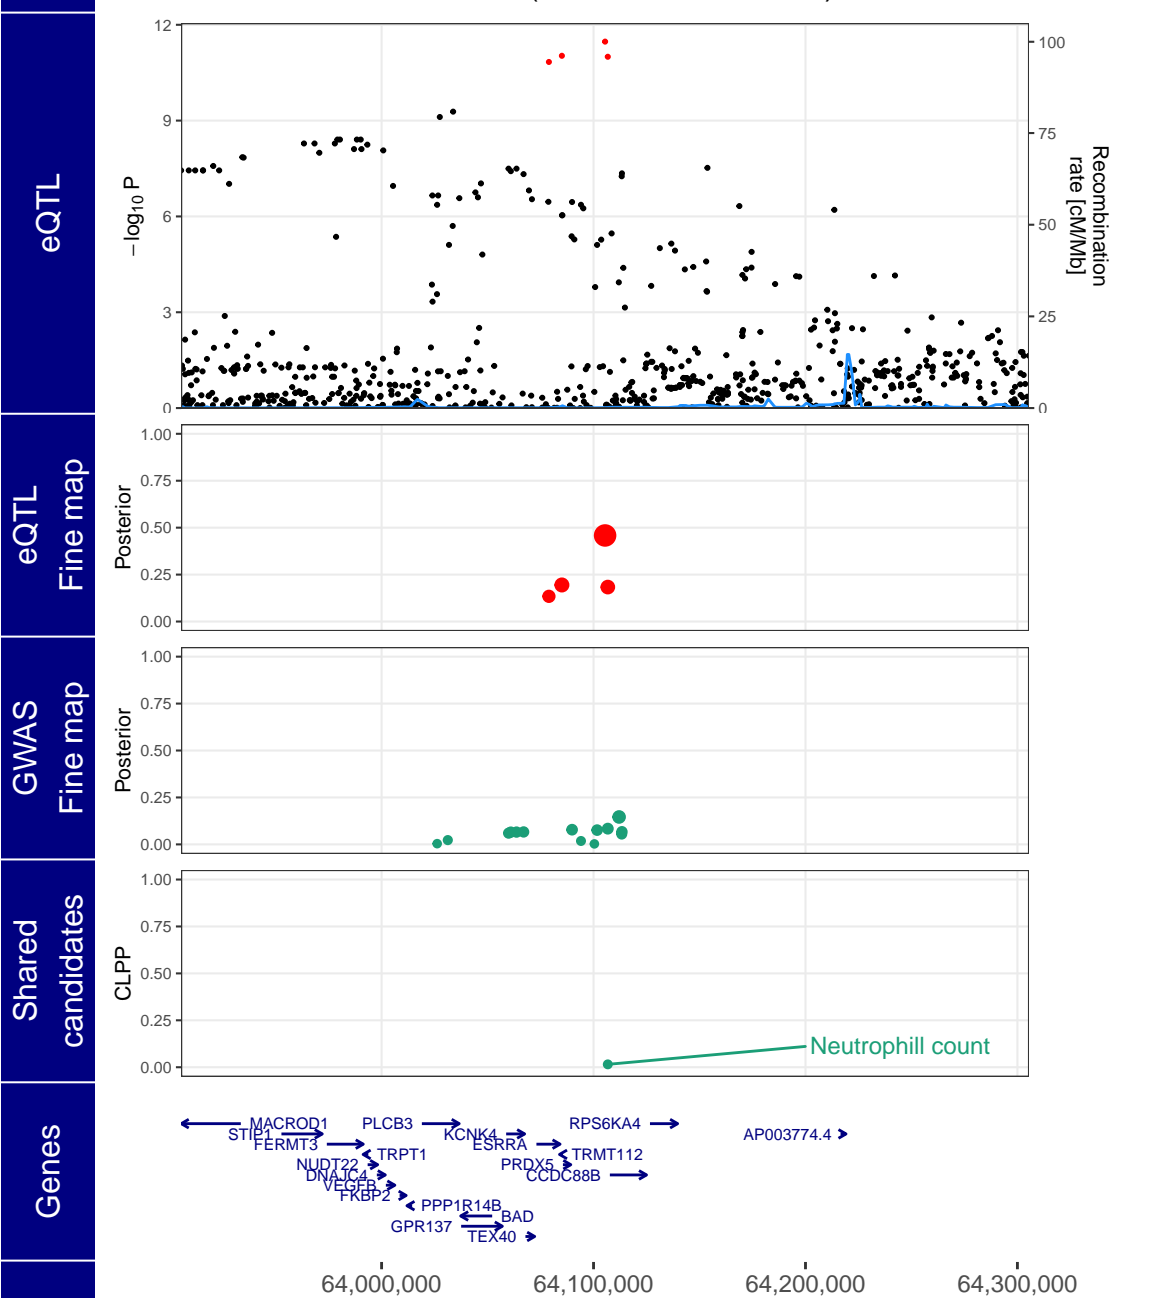 eQTL
12
9
6
3
0
− log10 P
100
75
50
25
0
Recombination
rate [cM/Mb]
eQTL
Fine map
1.00
0.75
0.50
0.25
0.00
Posterior
GWAS
Fine map
1.00
0.75
0.50
0.25
0.00
Posterior
Shared
candidates
1.00
0.75
0.50
0.25
0.00
CLPP
Neutrophill count
Genes
MACROD1
PLCB3
RPS6KA4
STIP1
KCNK4
AP003774.4
FERMT3
ESRRA
TRPT1
TRMT112
NUDT22
PRDX5
DNAJC4
CCDC88B
VEGFB
FKBP2
PPP1R14B
BAD
GPR137
TEX40
64,000,000
64,100,000
64,200,000
64,300,000